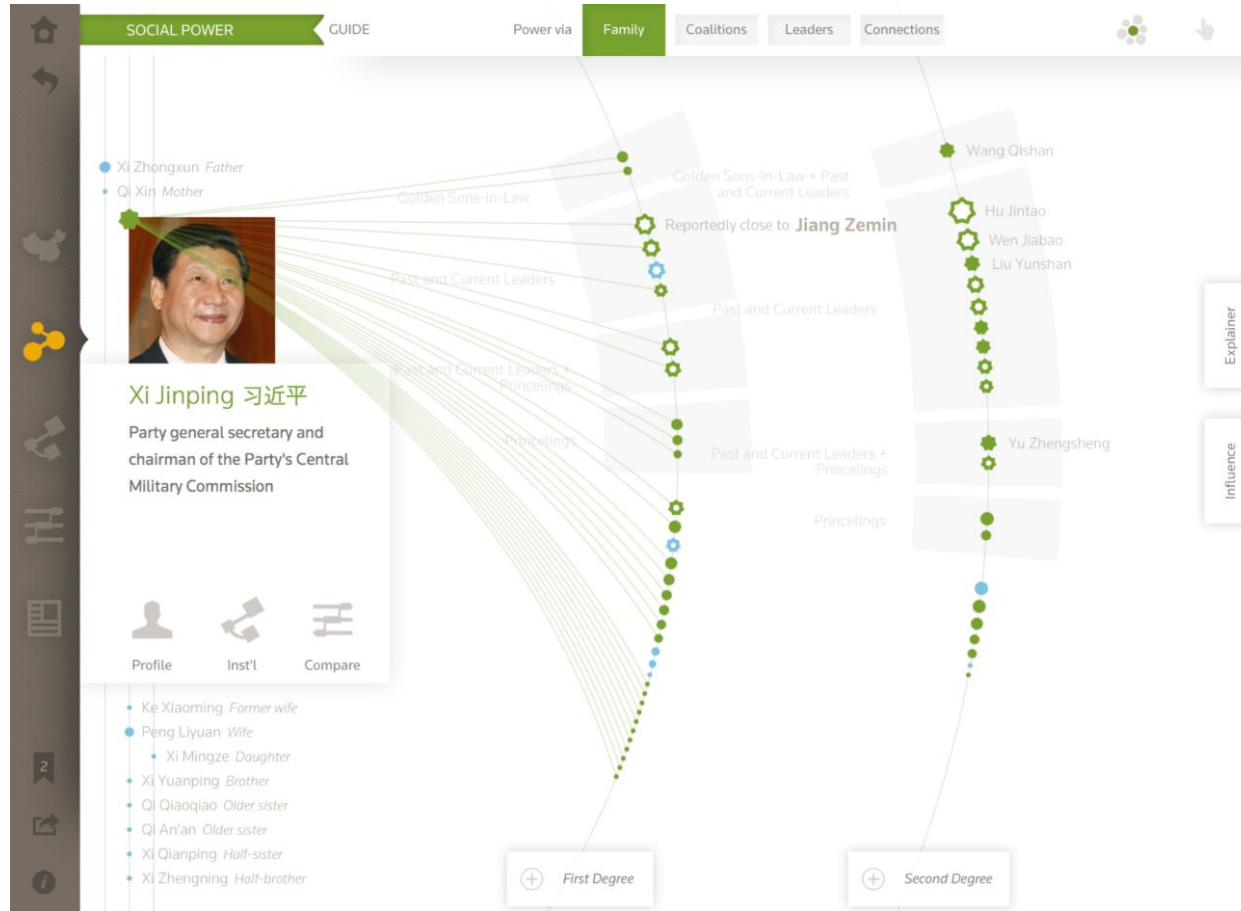 SOCIAL POWER
GUIDE
Power via
Family
Coalitions
Leaders
Connections
Xi Zhongxun Father
Qi Xin Mother
Xi Jinping 习近平
Party general secretary and
chairman of the Party's Central
Military Commission
Profile
Inst'l
Compare
Ke Xiaoming Former wife
Peng Liyuan Wife
Xi Mingze Daughter
Xi Yuanping Brother
Qi Qiaoqiao Older sister
Qi An'an Older sister
Xi Qianping Half-sister
Xi Zhengning Half-brother
Golden Sons-in-Law
Reportedly close to Jiang Zemin
Past and Current Leaders
Past and Current Leaders +
Princelings
Princelings
First Degree
Golden Sons-in-Law + Past
and Current Leaders
Past and Current Leaders
Past and Current Leaders +
Princelings
Princelings
Wang Qishan
Hu Jintao
Wen Jiabao
Liu Yunshan
Yu Zhengsheng
Second Degree
Explainer
Influence
2
i